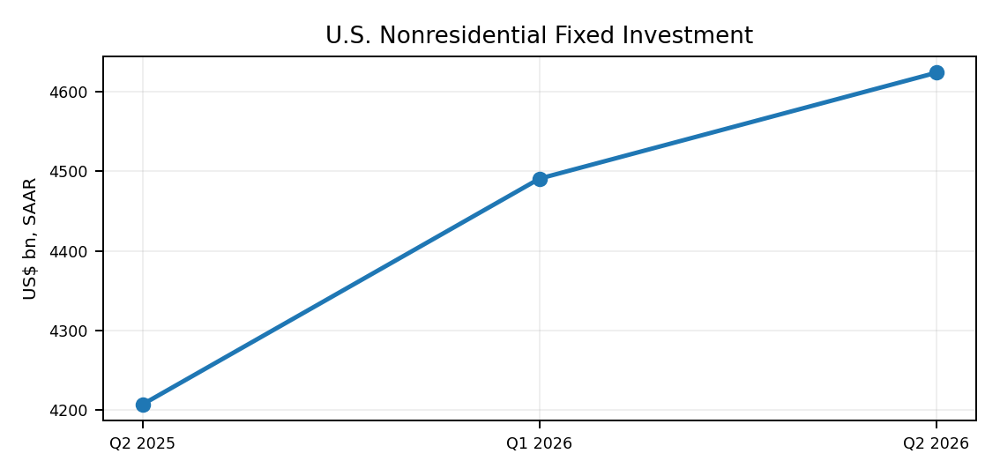 U.S. Nonresidential Fixed Investment
US$ bn, SAAR
4600
4500
4400
4300
4200
Q2 2025 Q1 2026 Q2 2026